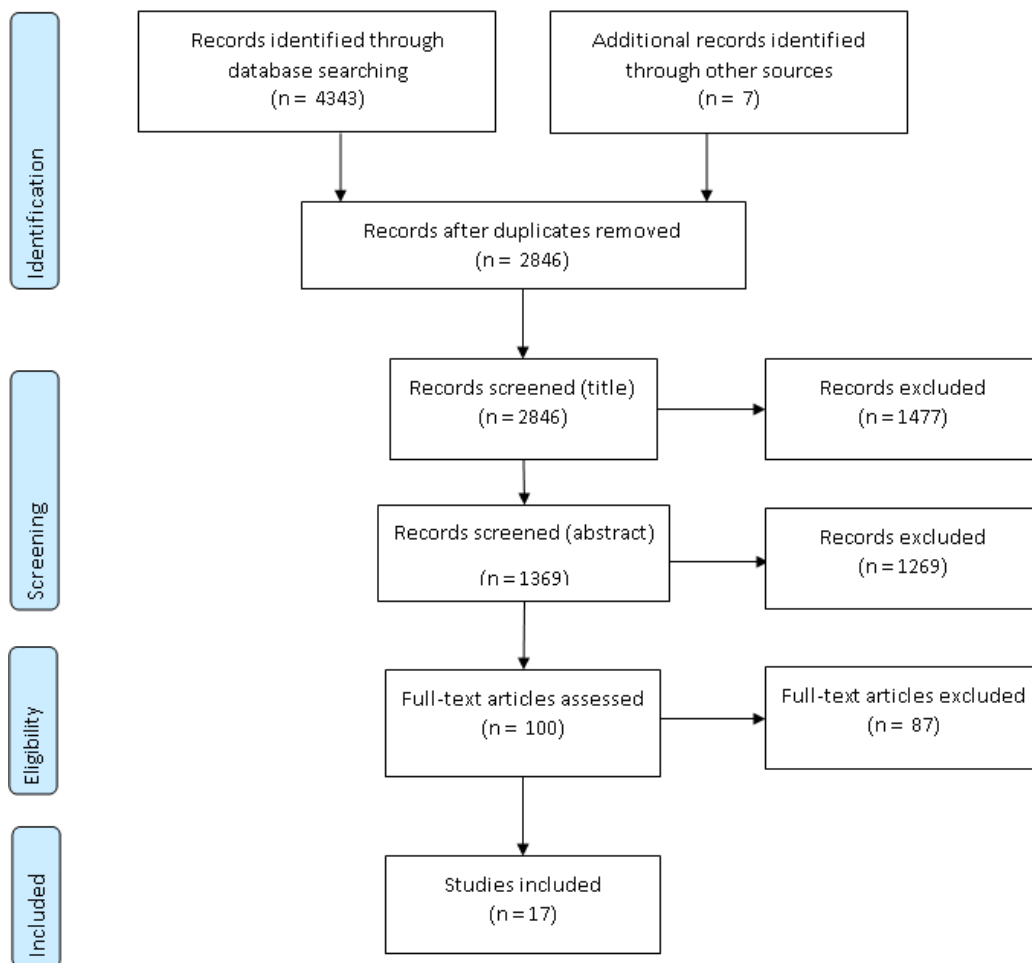 Identification
Records identified through
database searching
(n = 4343)
Additional records identified
through other sources
(n = 7)
Records after duplicates removed
(n = 2846)
Screening
Records screened (title)
(n = 2846)
Records excluded
(n = 1477)
Records screened (abstract)
(n = 1369)
Records excluded
(n = 1269)
Eligibility
Full-text articles assessed
(n = 100)
Full-text articles excluded
(n = 87)
Included
Studies included
(n = 17)